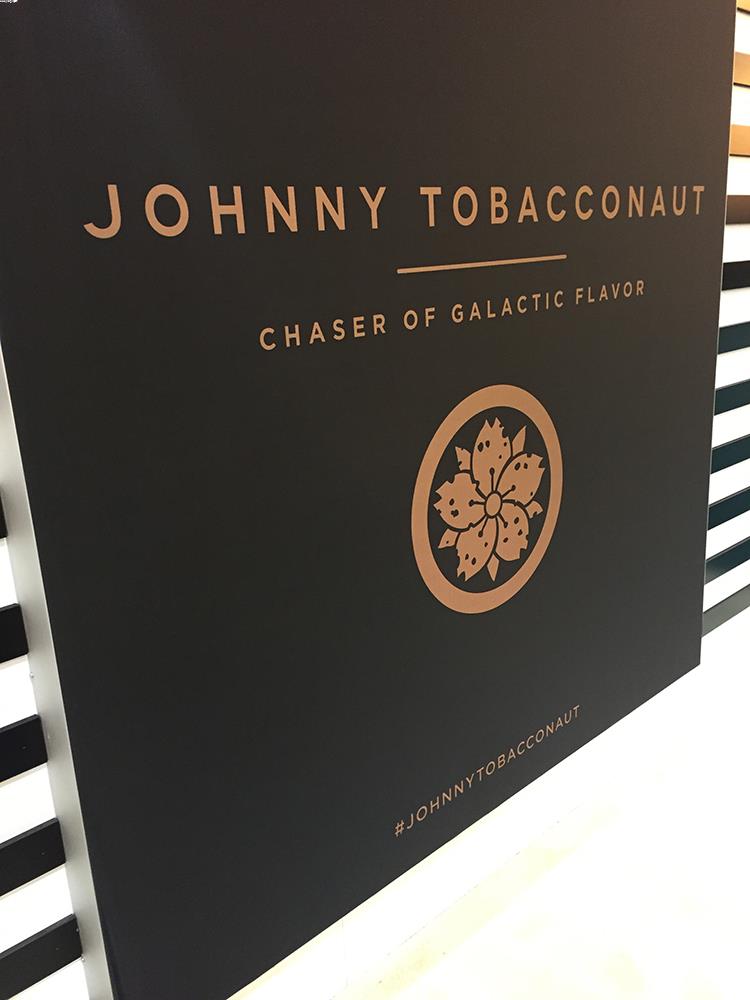 JOHNNY TOBACCONAUT
CHASER OF GALACTIC FLAVOR
#JOHNNYTOBACCONAUT